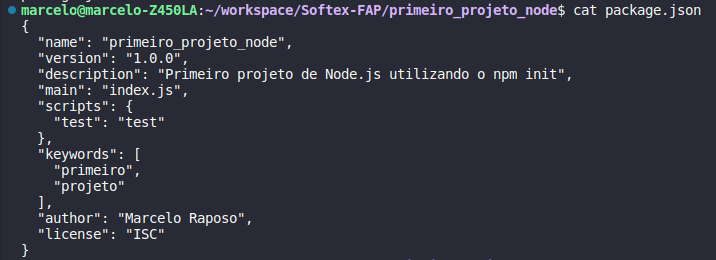 marcelo@marcelo-Z450LA:~/workspace/Softex-FAP/primeiro_projeto_node$ cat package.json
{
  "name": "primeiro_projeto_node",
  "version": "1.0.0",
  "description": "Primeiro projeto de Node.js utilizando o npm init",
  "main": "index.js",
  "scripts": {
    "test": "test"
  },
  "keywords": [
    "primeiro",
    "projeto"
  ],
  "author": "Marcelo Raposo",
  "license": "ISC"
}